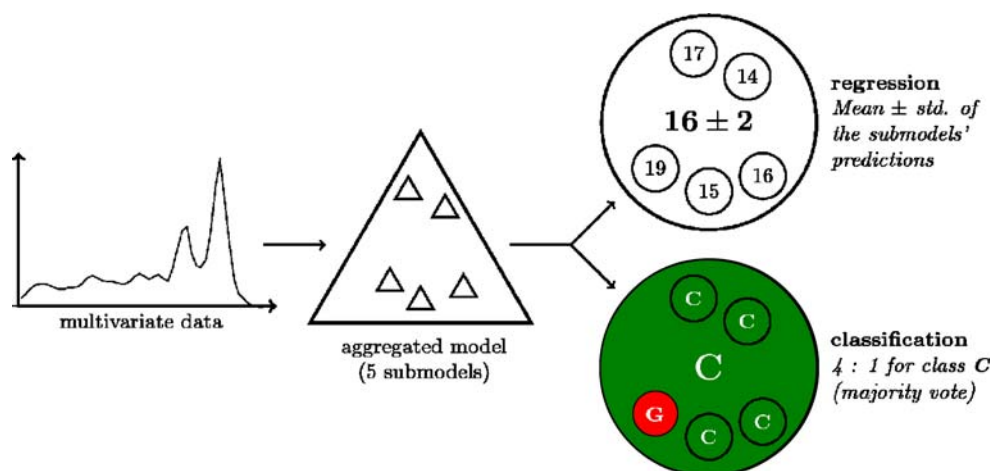 multivariate data
aggregated model
(5 submodels)
17
14
16 ± 2
19
15
16
regression
Mean ± std. of
the submodels'
predictions
C
C
C
G
C
C
classification
4 : 1 for class C
(majority vote)